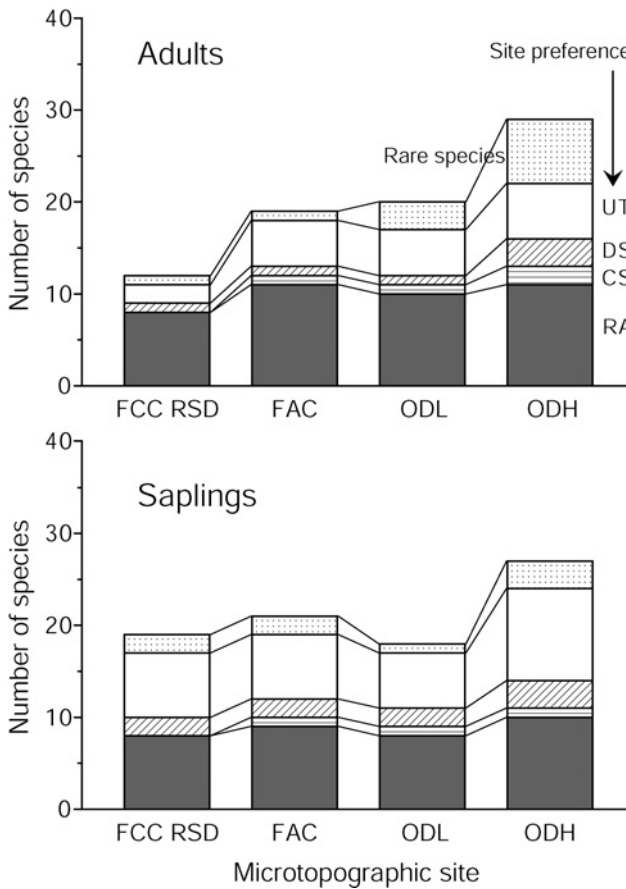 40
Adults
Site preference
30
Rare species
Number of species
20
UT
DS
CS
10
RA
0
FCC RSD FAC ODL ODH
40
Saplings
30
Number of species
20
10
0
FCC RSD FAC ODL ODH
Microtopographic site